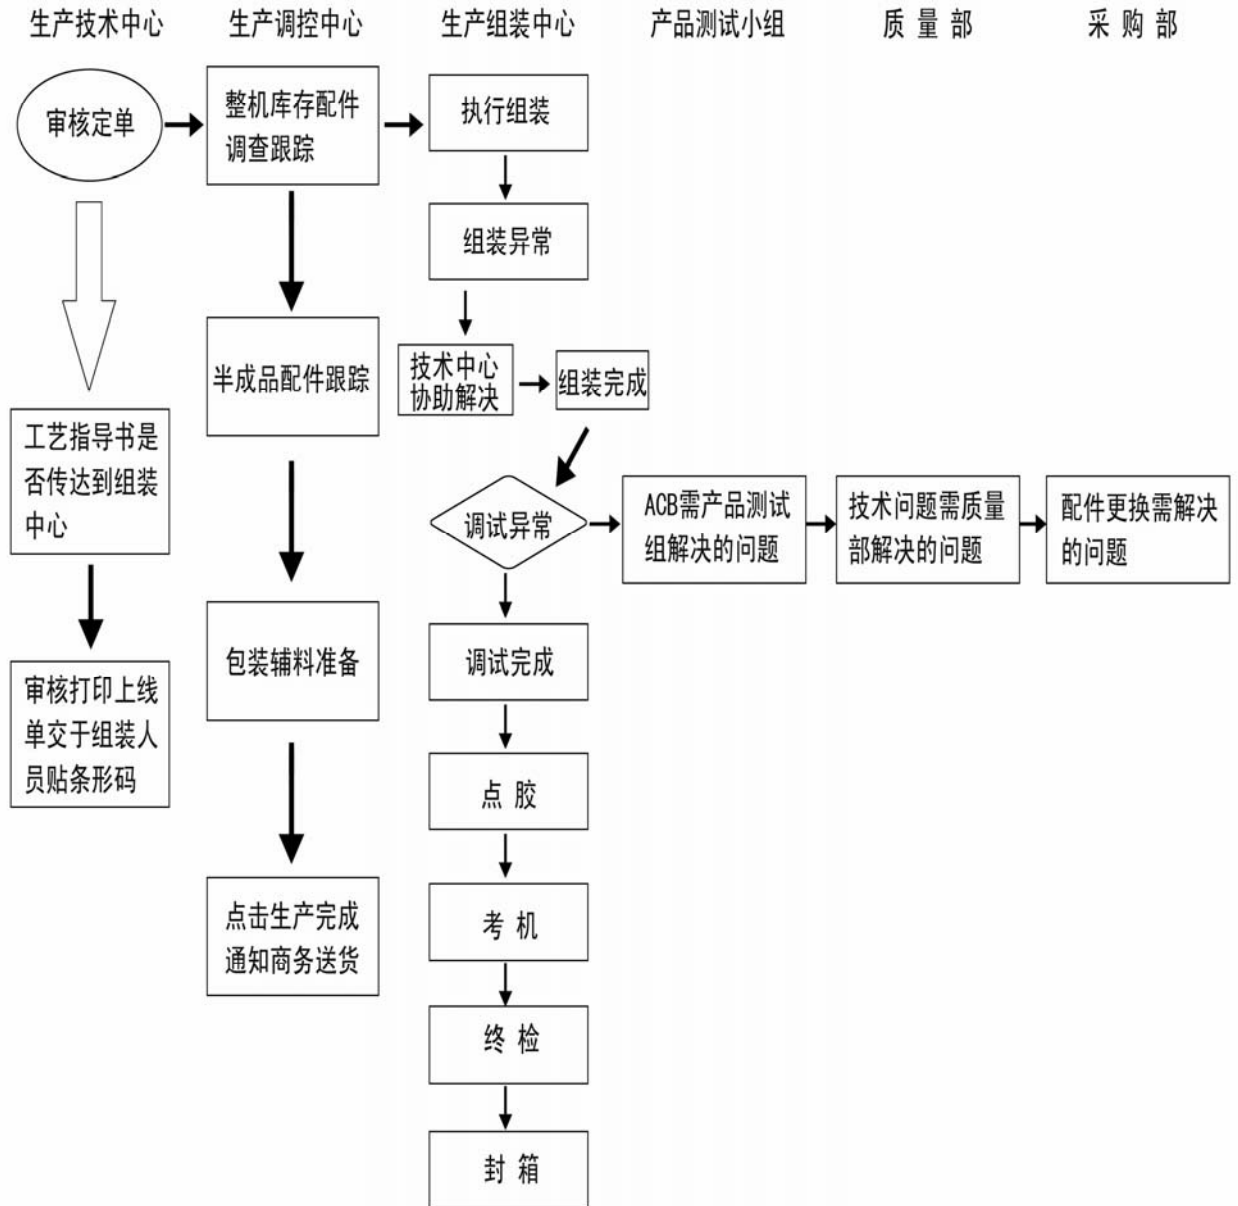 生产技术中心
生产调控中心
生产组装中心
产品测试小组
质 量 部
采 购 部
审核定单
整机库存配件
调查跟踪
执行组装
组装异常
半成品配件跟踪
技术中心
协助解决
组装完成
工艺指导书是
否传达到组装
中心
调试异常
ACB需产品测试
组解决的问题
技术问题需质量
部解决的问题
配件更换需解决
的问题
包装辅料准备
调试完成
审核打印上线
单交于组装人
员贴条形码
点 胶
点击生产完成
通知商务送货
考 机
终 检
封 箱